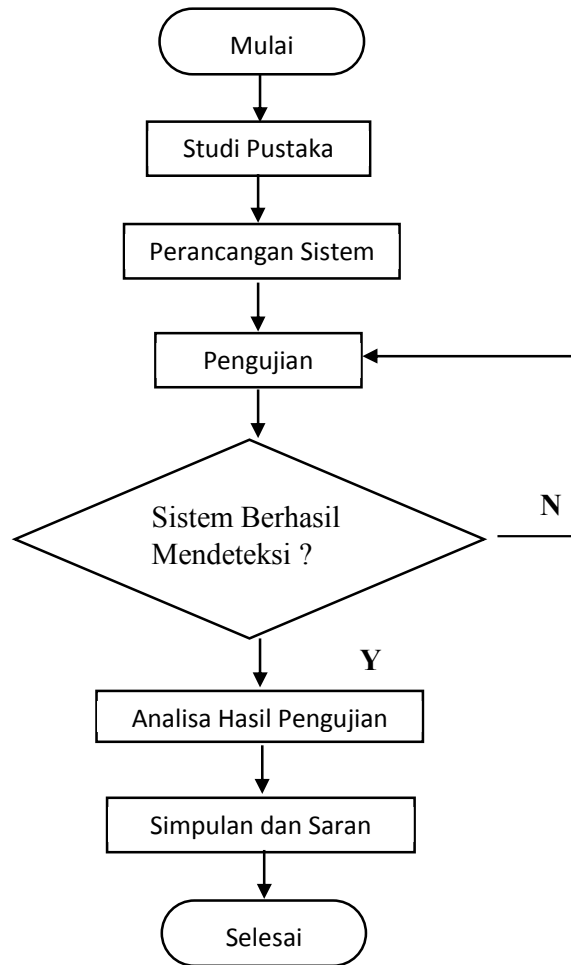 Mulai
Studi Pustaka
Perancangan Sistem
Pengujian
Sistem Berhasil
Mendeteksi ?
N
Y
Analisa Hasil Pengujian
Simpulan dan Saran
Selesai